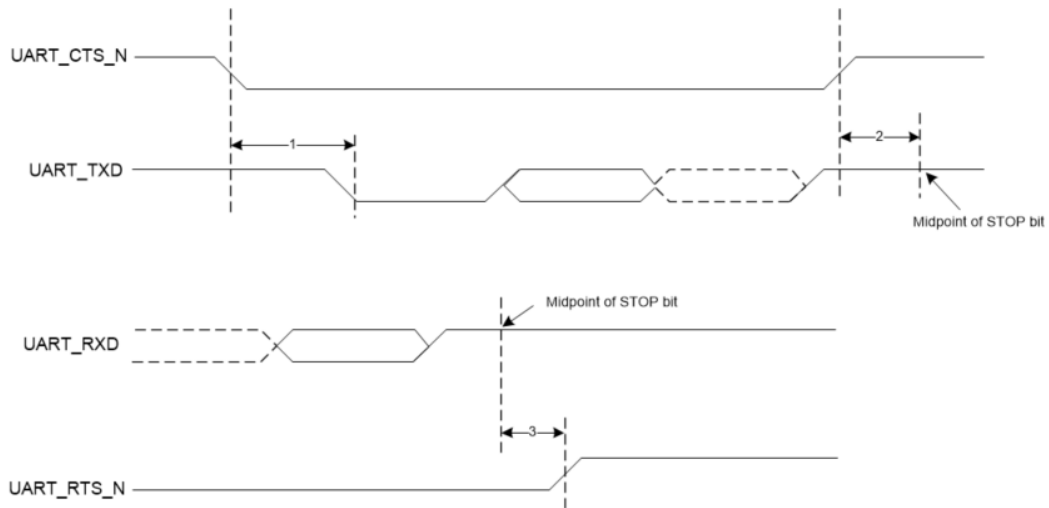 UART_CTS_N
1
2
UART_TXD
Midpoint of STOP bit
Midpoint of STOP bit
UART_RXD
3
UART_RTS_N